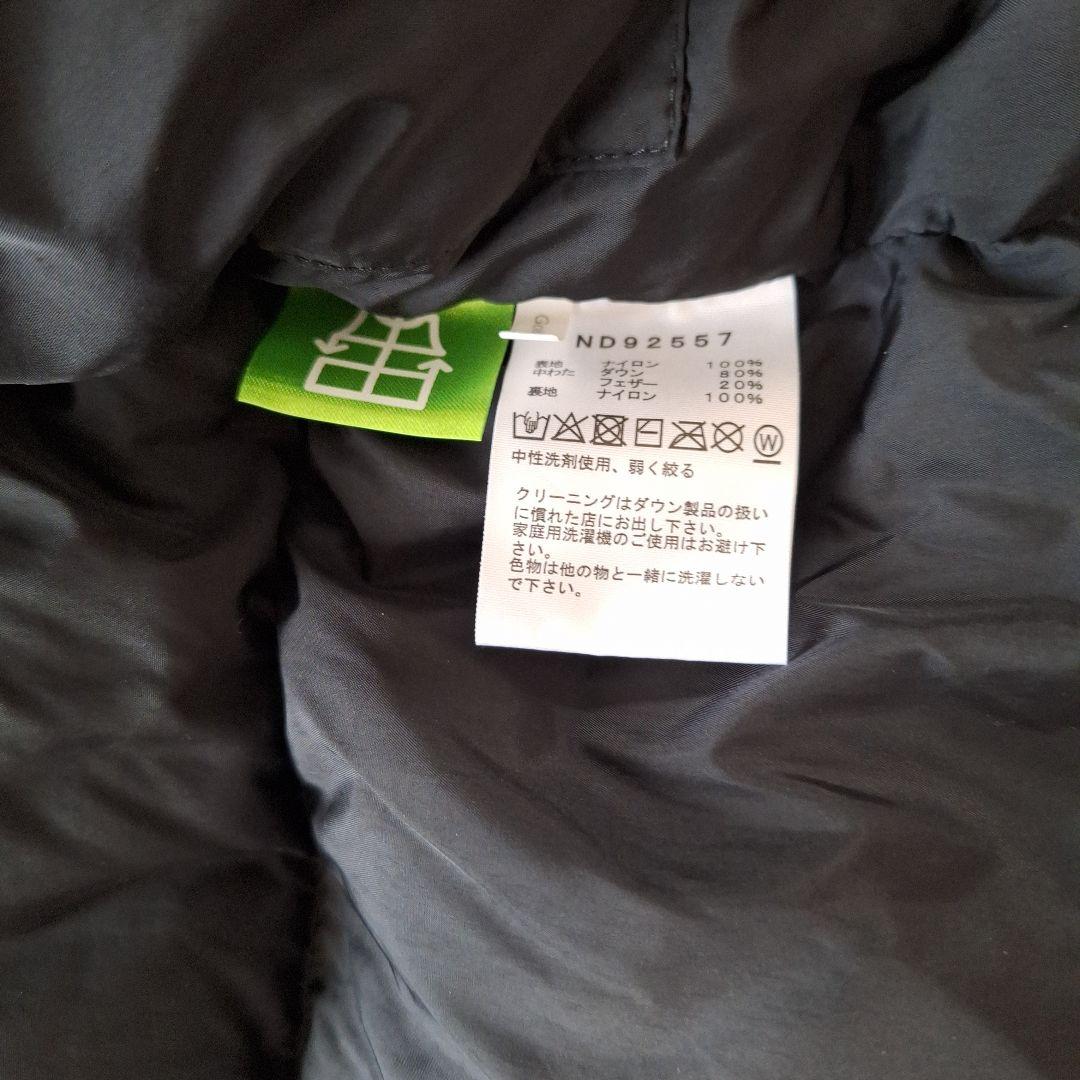 ND92557
表地 ナイロン 100%
中わた ダウン 80%
フェザー 20%
裏地 ナイロン 100%
W
中性洗剤使用、弱く絞る
クリーニングはダウン製品の扱い
に慣れた店にお出し下さい。
家庭用洗濯機のご使用はお避け下
さい。
色物は他の物と一緒に洗濯しない
で下さい。